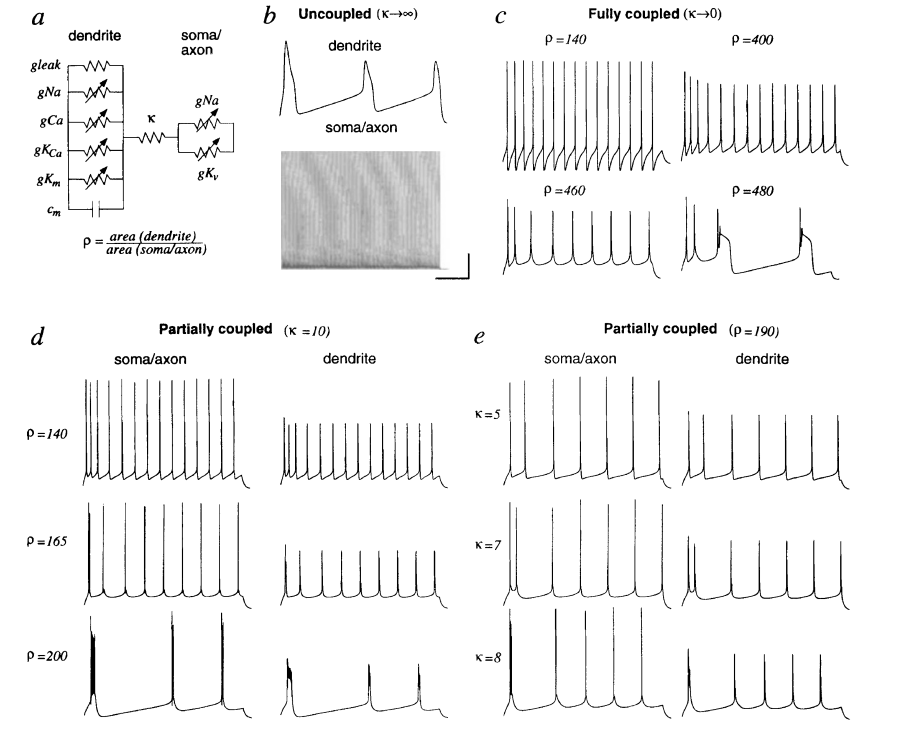 a
dendrite
soma/
axon
gleak
gNa
gCa
gKCa
gKm
cm
κ
gNa
gKv
ρ = area (dendrite)
area (soma/axon)
b
Uncoupled (κ→∞)
dendrite
soma/axon
c
Fully coupled (κ→0)
ρ=140
ρ=400
ρ=460
ρ=480
d
Partially coupled (κ =10)
soma/axon
dendrite
ρ=140
ρ=165
ρ=200
e
Partially coupled (ρ=190)
soma/axon
dendrite
κ=5
κ=7
κ=8